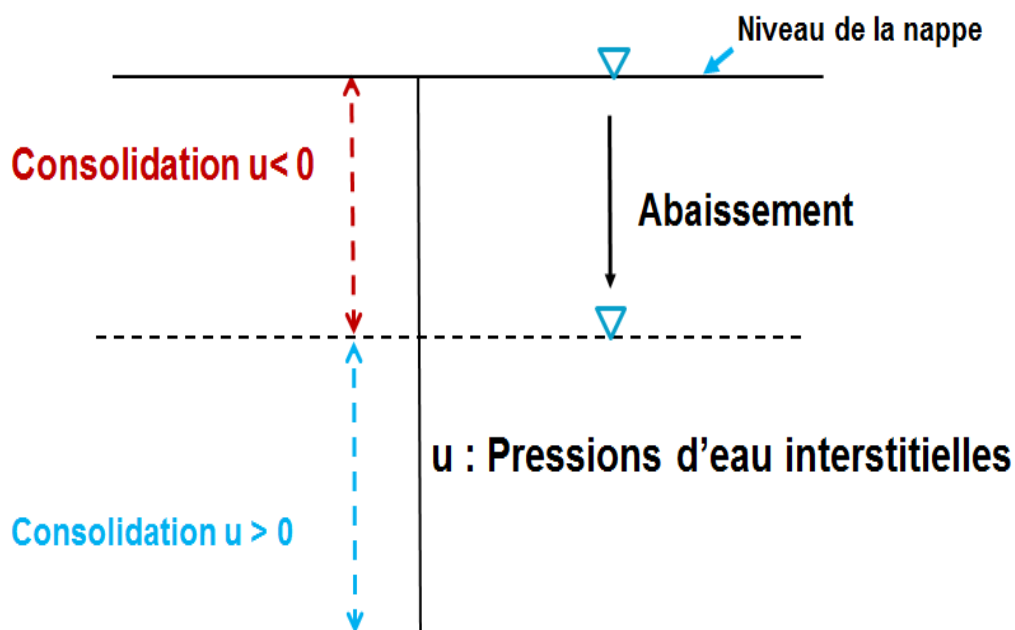 Niveau de la nappe
Consolidation u< 0
Abaissement
u : Pressions d'eau interstitielles
Consolidation u > 0